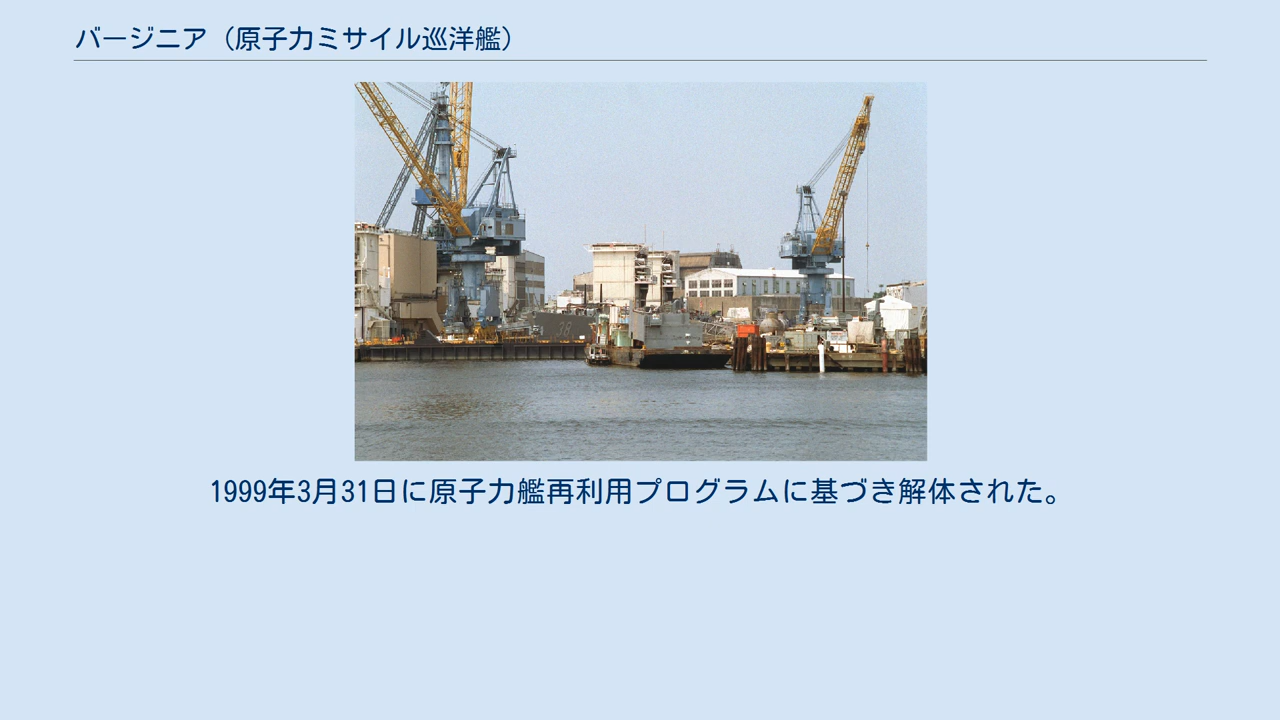 バージニア（原子力ミサイル巡洋艦）
38
1999年3月31日に原子力艦再利用プログラムに基づき解体された。